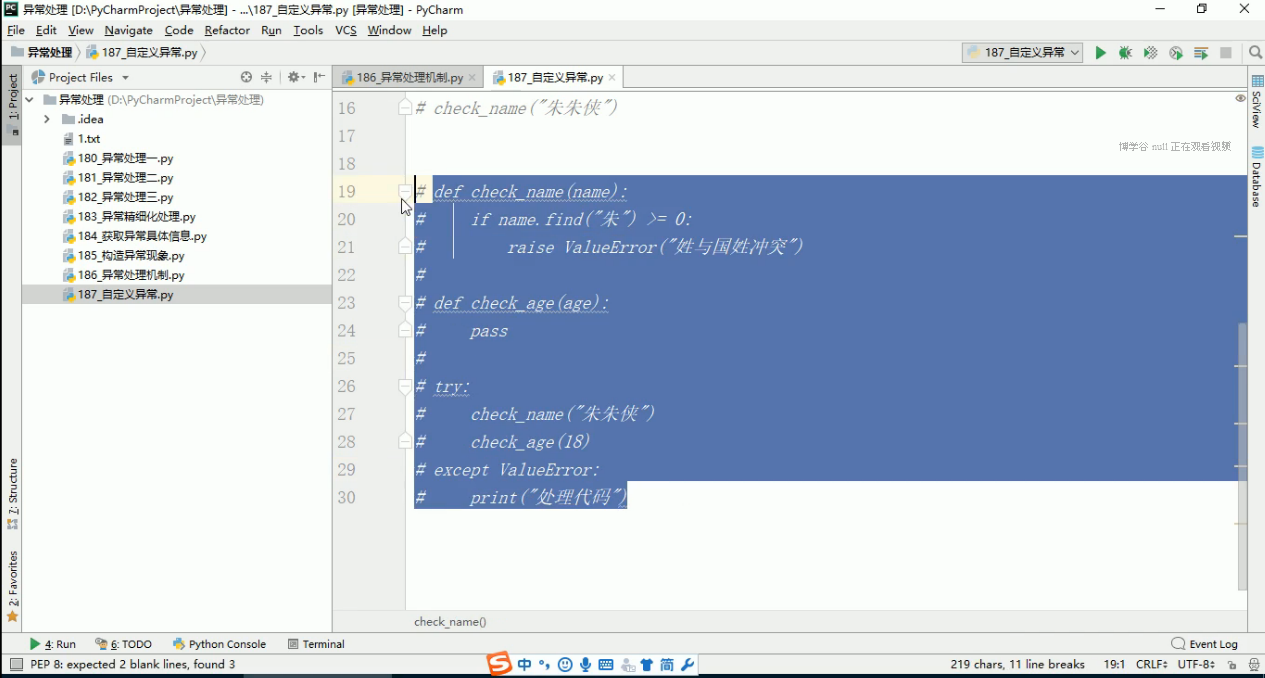 异常处理 [D:\PyCharmProject\异常处理] - ...\187_自定义异常.py [异常处理] - PyCharm
File Edit View Navigate Code Refactor Run Tools VCS Window Help
异常处理 187_自定义异常.py 187_自定义异常
1: Project
Project Files
186_异常处理机制.py
187_自定义异常.py
异常处理 (D:\PyCharmProject\异常处理)
.idea
1.txt
180_异常处理一.py
181_异常处理二.py
182_异常处理三.py
183_异常精细化处理.py
184_获取异常具体信息.py
185_构造异常现象.py
186_异常处理机制.py
187_自定义异常.py
16 # check_name("朱朱侠")
17
18
博学谷 null 正在观看视频
19 # def check_name(name):
20 #     if name.find("朱") >= 0:
21 #         raise ValueError("姓与国姓冲突")
22 #
23 # def check_age(age):
24 #     pass
25 #
26 # try:
27 #     check_name("朱朱侠")
28 #     check_age(18)
29 # except ValueError:
30 #     print("处理代码")
check_name()
SciView
Database
7: Structure
2: Favorites
4: Run 6: TODO Python Console Terminal Event Log
PEP 8: expected 2 blank lines, found 3 中 简 219 chars, 11 line breaks 19:1 CRLF UTF-8